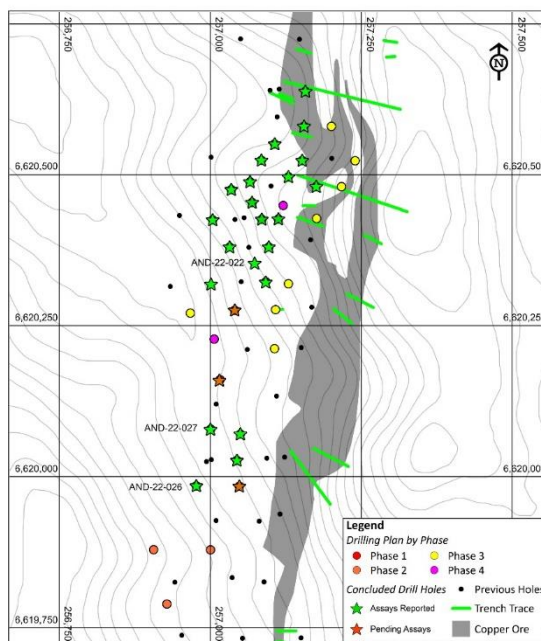 256,750
257,000
257,250
257,500
N
6,620,500
6,620,500
AND-22-022
6,620,250
6,620,250
AND-22-027
6,620,000
6,620,000
AND-22-026
Legend
Drilling Plan by Phase
Phase 1
Phase 3
Phase 2
Phase 4
Concluded Drill Holes
Previous Holes
Assays Reported
Trench Trace
Pending Assays
Copper Ore
6,619,750
256,750
257,000